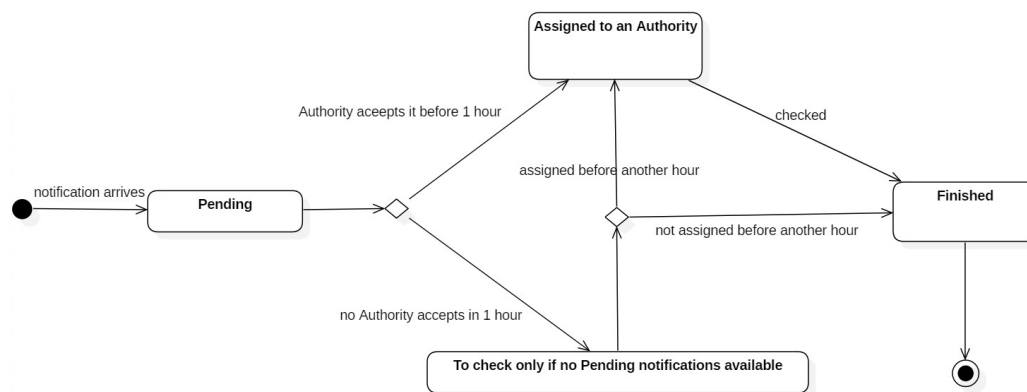 Assigned to an Authority
Authority aceepts it before 1 hour
checked
assigned before another hour
notification arrives
Pending
Finished
not assigned before another hour
no Authority accepts in 1 hour
To check only if no Pending notifications available